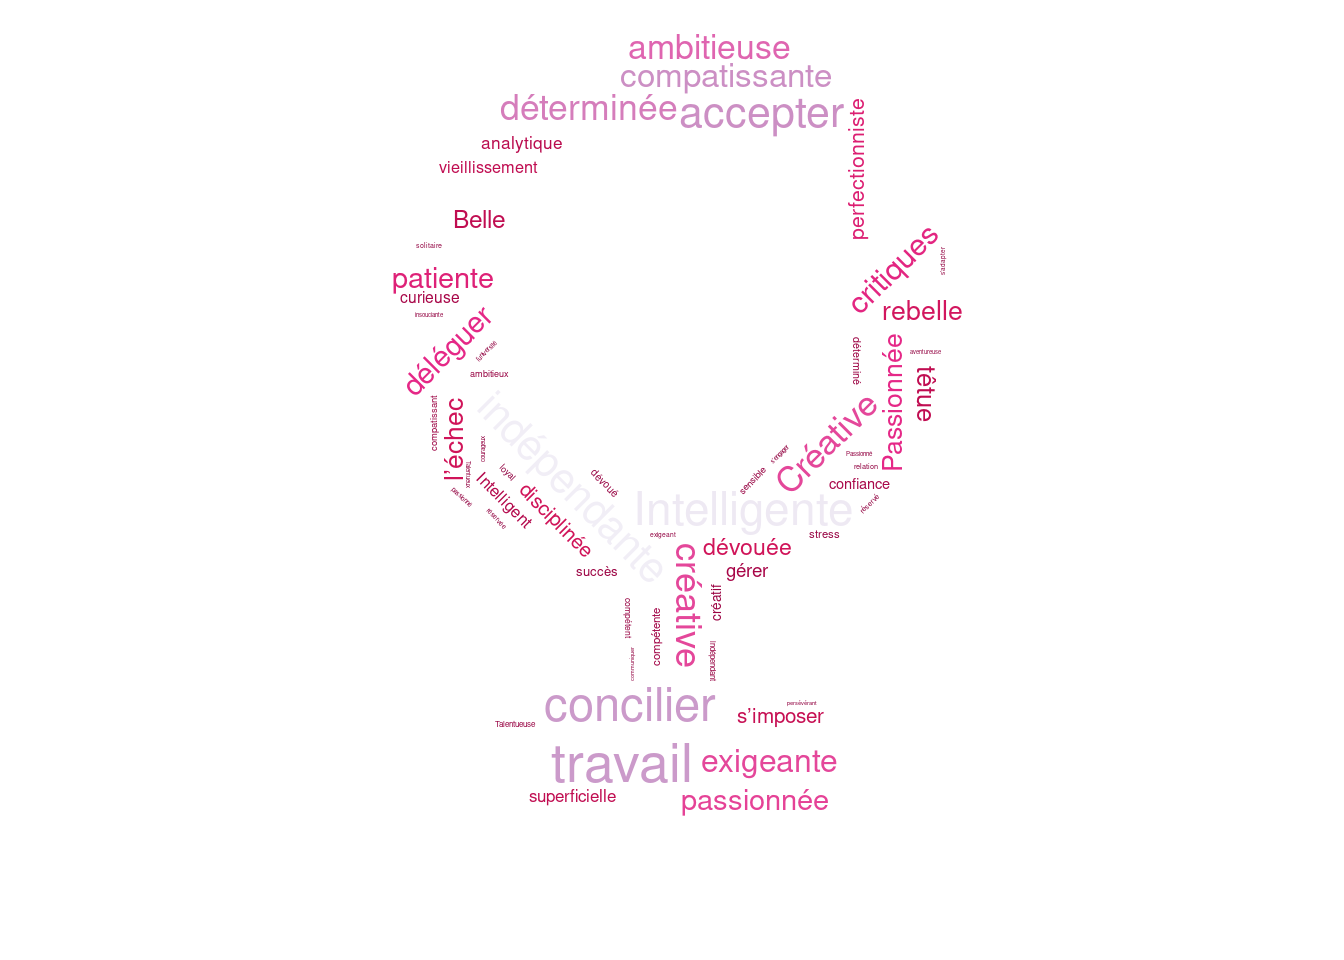 ambitieuse
compatissante
déterminée
accepter
perfectionniste
analytique
vieillissement
Belle
solitaire
critiques
s'adapter
patiente
curieuse
rebelle
insouciante
déléguer
ambitieux
déterminé
Passionnée
aventureuse
têtue
compatissant
l'échec
indépendante
Créative
courageux
Talentueux
loyal
Intelligent
dévoué
sensible
s'engager
Passionné
relation
confiance
réservé
réservée
disciplinée
Intelligente
exigeant
dévouée
stress
succès
créative
gérer
créatif
compétent
compétente
communiquer
indépendant
concilier
persévérant
s'imposer
Talentueuse
travail
exigeante
superficielle
passionnée